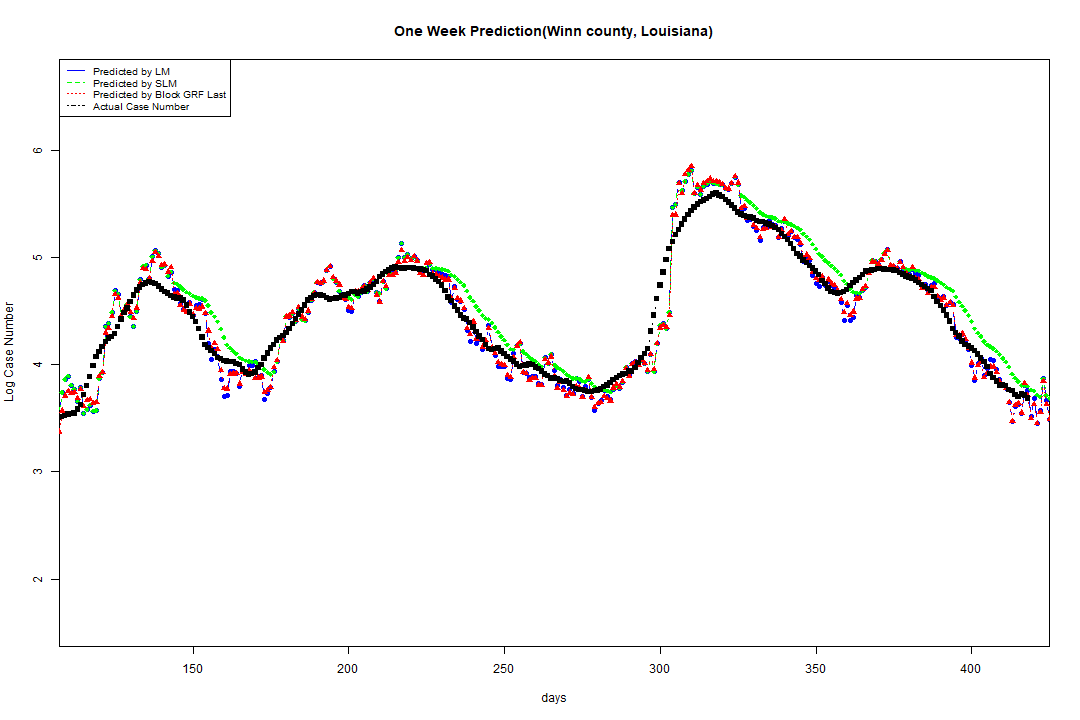 One Week Prediction(Winn county, Louisiana)
Predicted by LM
Predicted by SLM
Predicted by Block GRF Last
Actual Case Number
6
5
4
3
2
Log Case Number
150
200
250
300
350
400
days